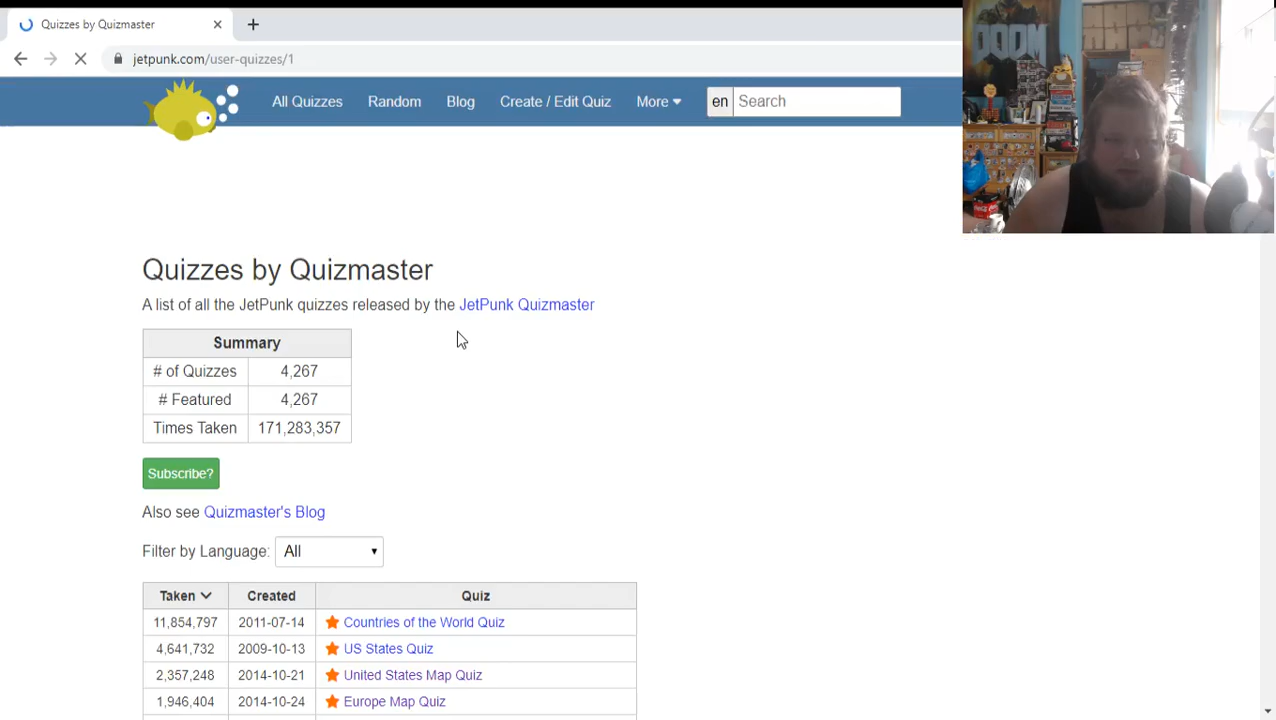 Quizzes by Quizmaster
jetpunk.com/user-quizzes/1
All Quizzes Random Blog Create / Edit Quiz More en Search
DOOM
Quizzes by Quizmaster
A list of all the JetPunk quizzes released by the JetPunk Quizmaster
Summary
# of Quizzes 4,267
# Featured 4,267
Times Taken 171,283,357
Subscribe?
Also see Quizmaster's Blog
Filter by Language: All
Taken Created Quiz
11,854,797 2011-07-14 Countries of the World Quiz
4,641,732 2009-10-13 US States Quiz
2,357,248 2014-10-21 United States Map Quiz
1,946,404 2014-10-24 Europe Map Quiz